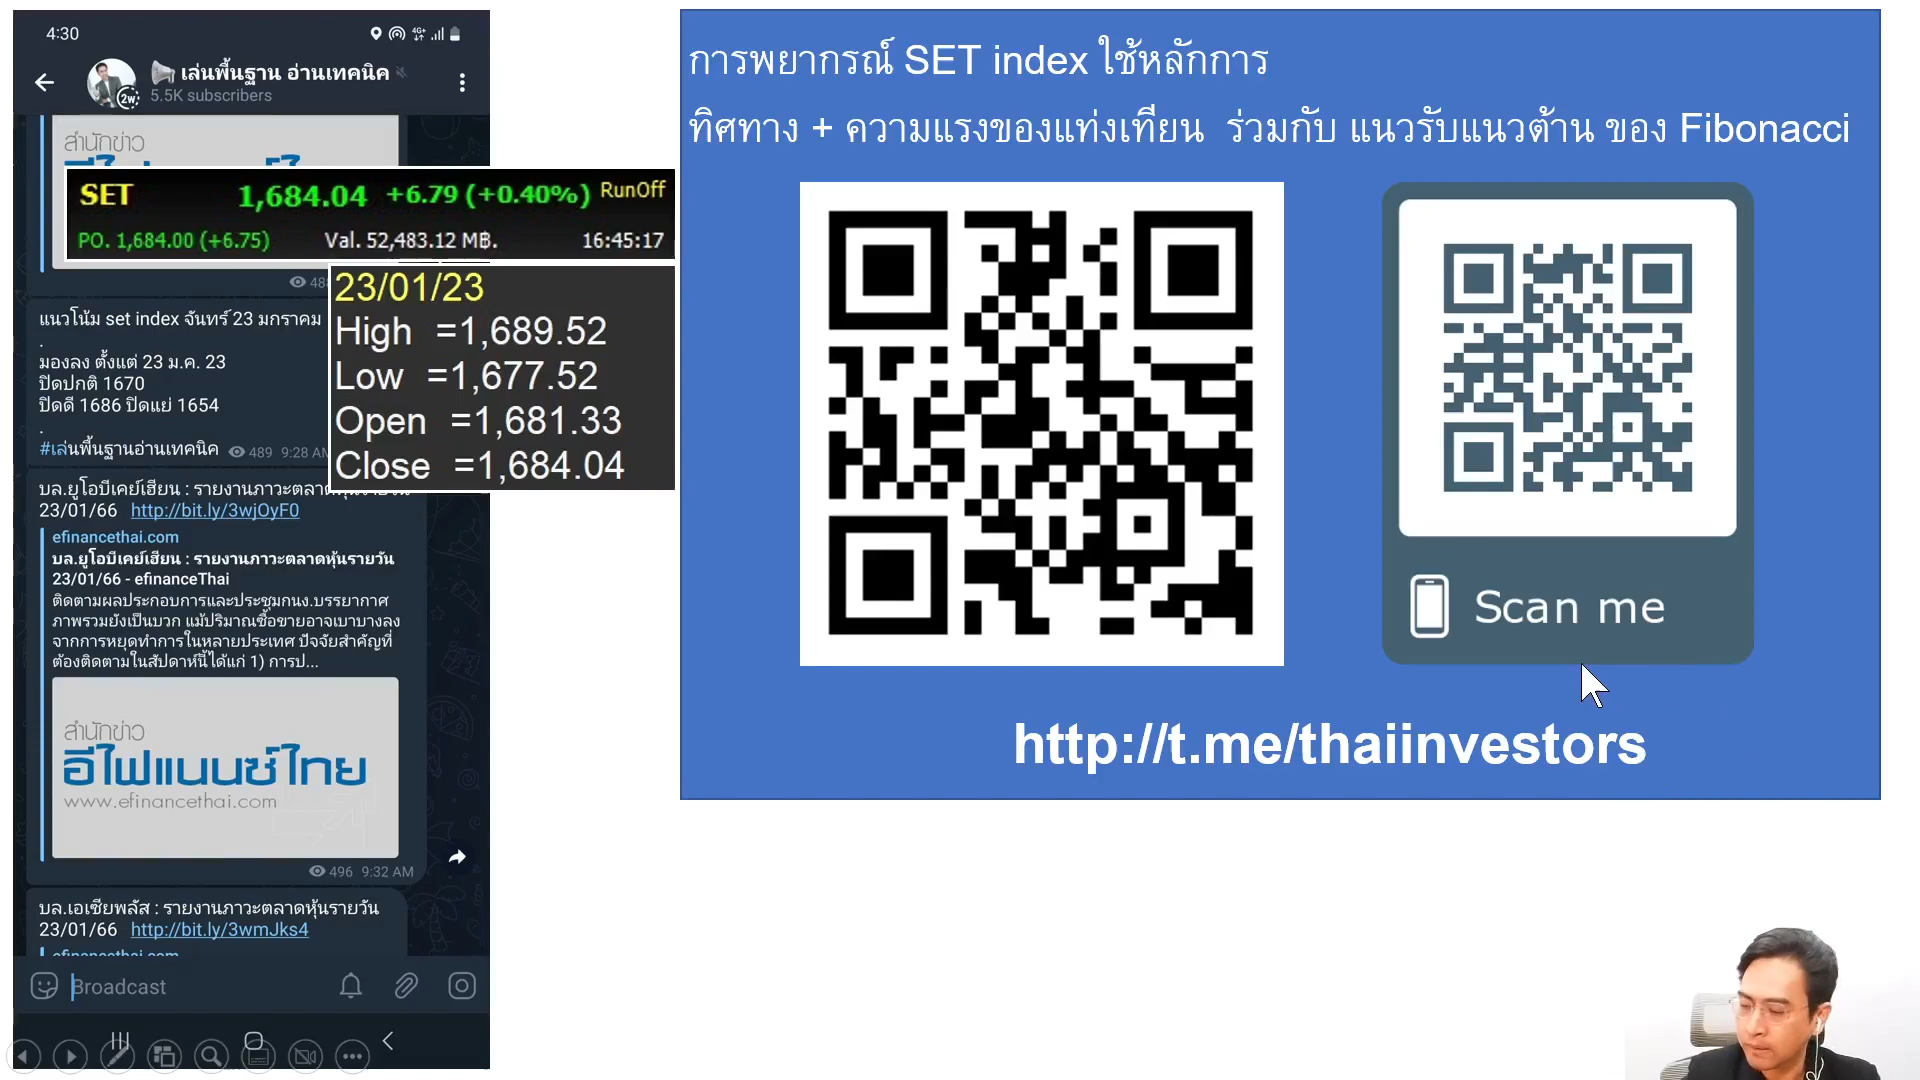 4:30
4G+
เล่นพื้นฐาน อ่านเทคนิค
2w
5.5K subscribers
สำนักข่าว
SET 1,684.04 +6.79 (+0.40%) RunOff
PO. 1,684.00 (+6.75) Val. 52,483.12 M฿. 16:45:17
23/01/23
High =1,689.52
Low =1,677.52
Open =1,681.33
Close =1,684.04
แนวโน้ม set index จันทร์ 23 มกราคม
.
มองลง ตั้งแต่ 23 ม.ค. 23
ปิดปกติ 1670
ปิดดี 1686 ปิดแย่ 1654
.
#เล่นพื้นฐานอ่านเทคนิค 489 9:28 AM
บล.ยูโอบีเคย์เฮียน : รายงานภาวะตลาดหุ้นรายวัน
23/01/66 http://bit.ly/3wjOyF0
efinancethai.com
บล.ยูโอบีเคย์เฮียน : รายงานภาวะตลาดหุ้นรายวัน
23/01/66 - efinanceThai
ติดตามผลประกอบการและประชุมกนง.บรรยากาศ
ภาพรวมยังเป็นบวก แม้ปริมาณซื้อขายอาจเบาบางลง
จากการหยุดทำการในหลายประเทศ ปัจจัยสำคัญที่
ต้องติดตามในสัปดาห์นี้ได้แก่ 1) การป...
สำนักข่าว
อีไฟแนนซ์ไทย
www.efinancethai.com
496 9:32 AM
บล.เอเซียพลัส : รายงานภาวะตลาดหุ้นรายวัน
23/01/66 http://bit.ly/3wmJks4
efinancethai.com
Broadcast
การพยากรณ์ SET index ใช้หลักการ
ทิศทาง + ความแรงของแท่งเทียน ร่วมกับ แนวรับแนวต้าน ของ Fibonacci
Scan me
http://t.me/thaiinvestors